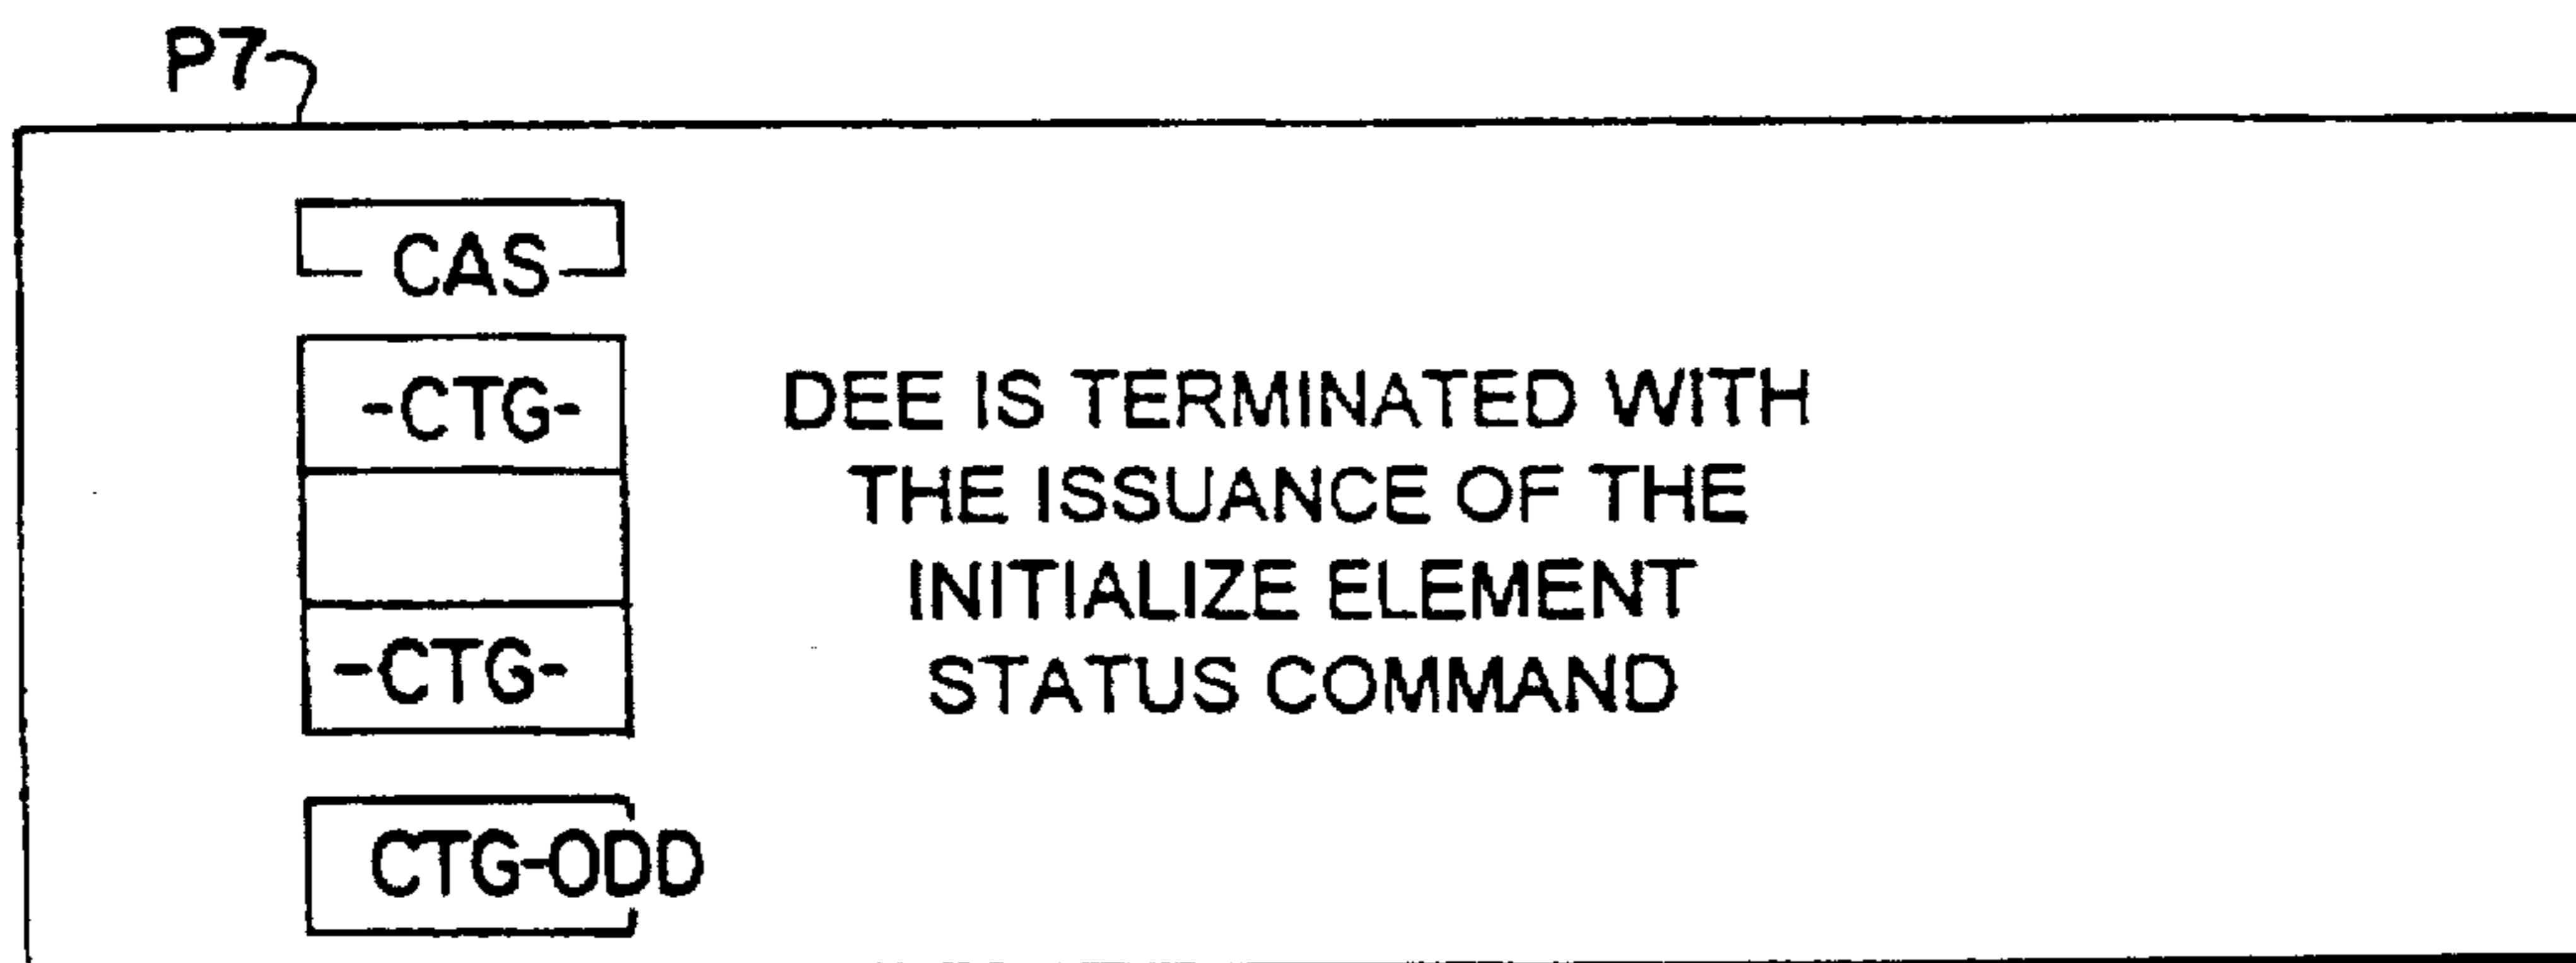 P7
CAS
-CTG-
-CTG-
CTG-ODD
DEE IS TERMINATED WITH
THE ISSUANCE OF THE
INITIALIZE ELEMENT
STATUS COMMAND